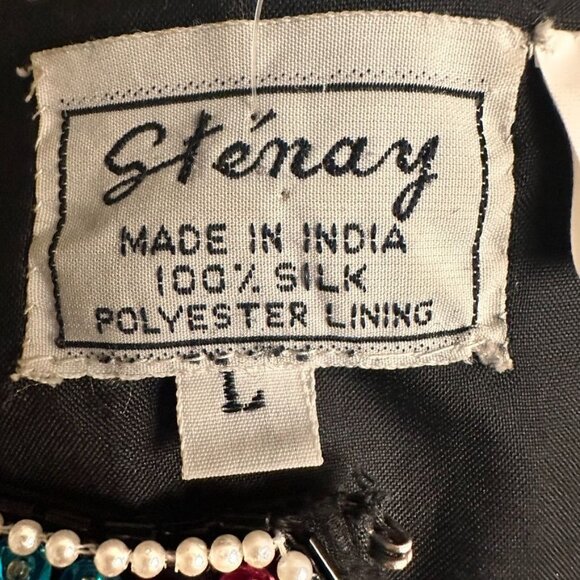 Sténay
MADE IN INDIA
100% SILK
POLYESTER LINING
L